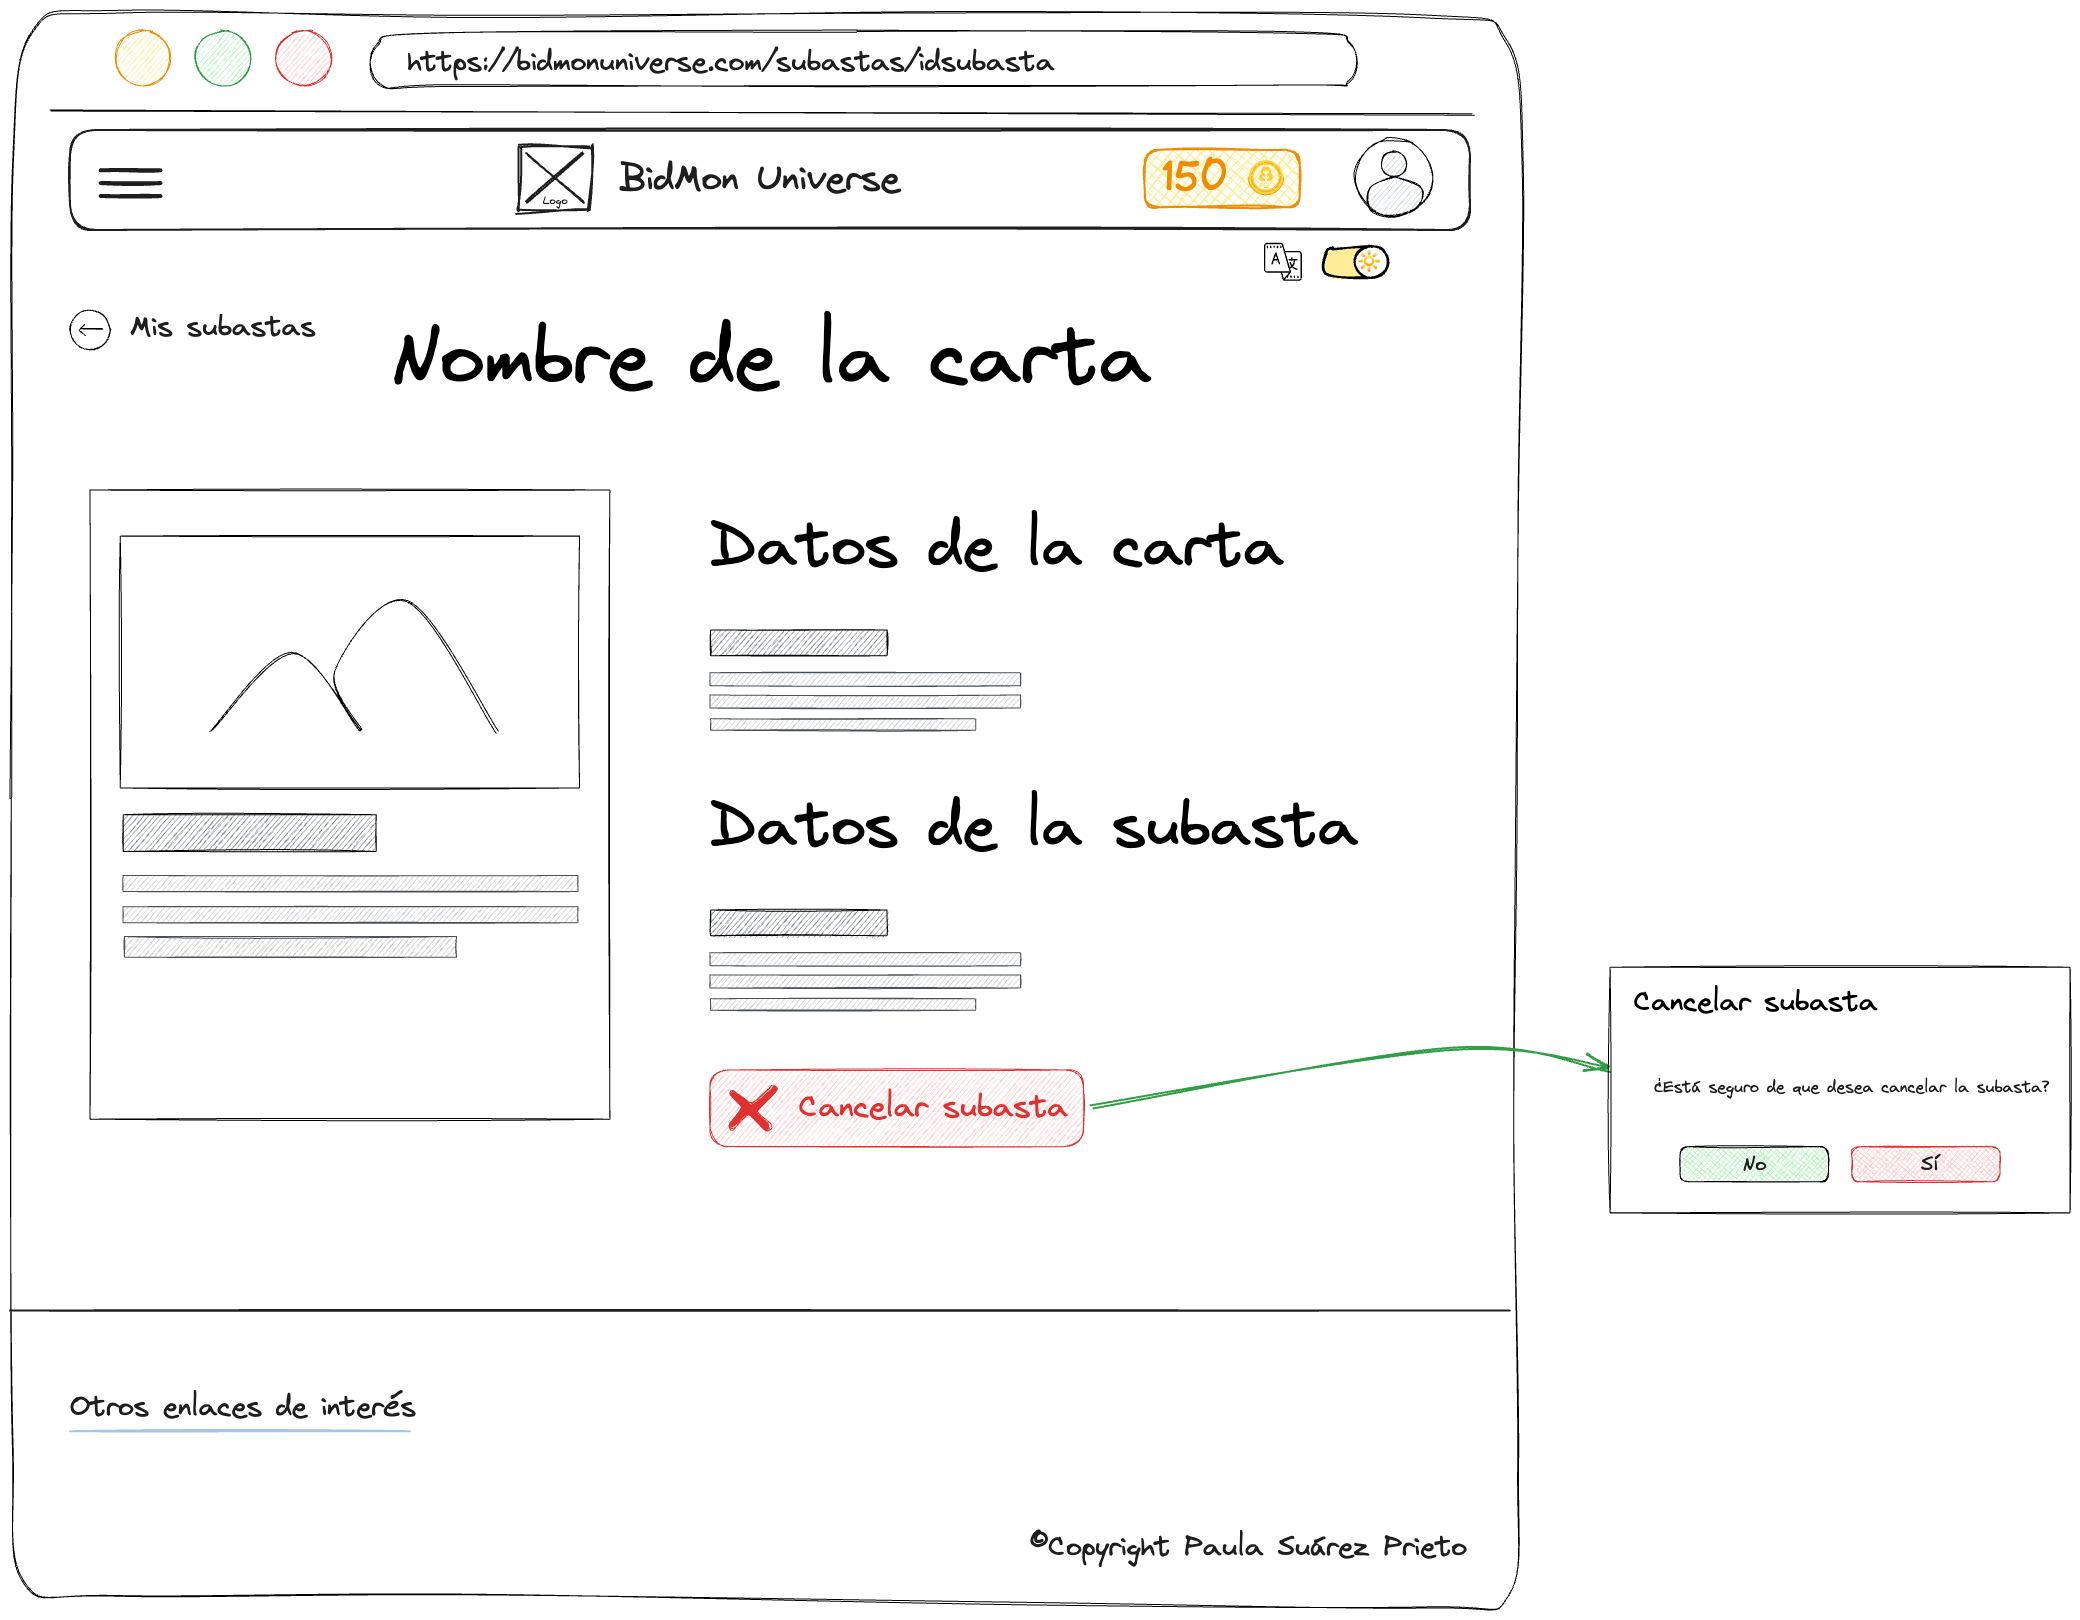 https://bidmonuniverse.com/subastas/idsubasta
Logo
BidMon Universe
150
A 文
Mis subastas
Nombre de la carta
Datos de la carta
Datos de la subasta
Cancelar subasta
Cancelar subasta
¿Está seguro de que desea cancelar la subasta?
No
Sí
Otros enlaces de interés
©Copyright Paula Suárez Prieto